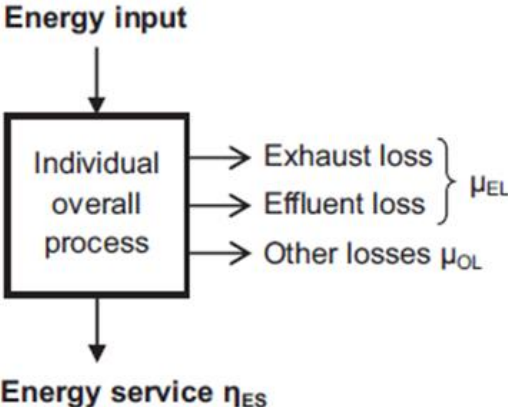 Energy input
Individual
overall
process
Exhaust loss
Effluent loss
μEL
Other losses μOL
Energy service ηES